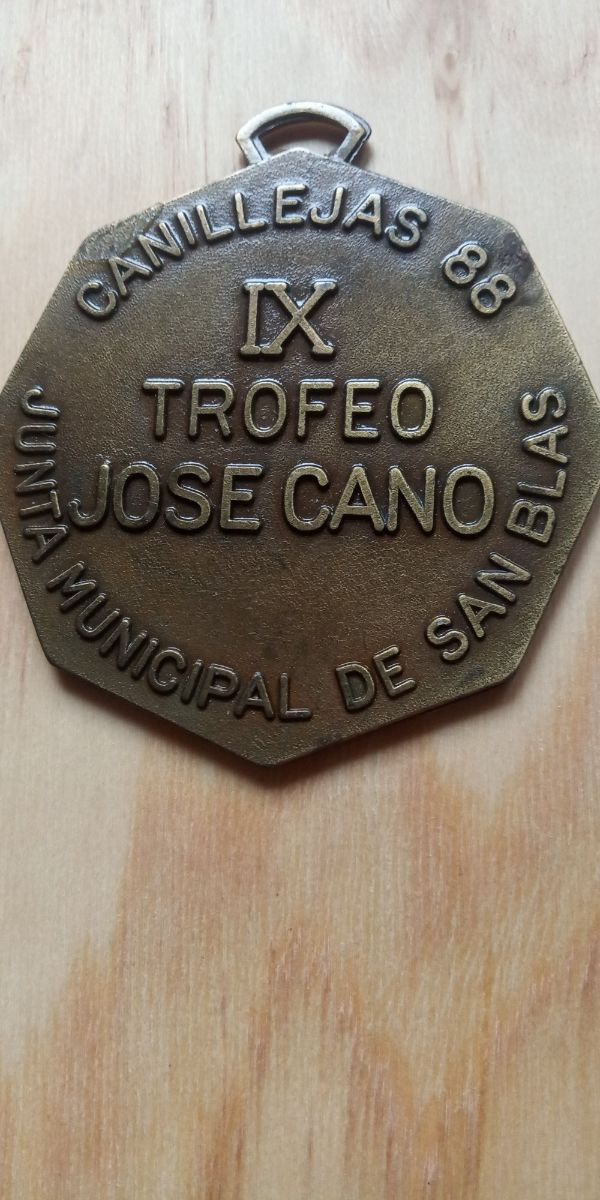 CANILLEJAS 88
IX
TROFEO
JOSE CANO
JUNTA MUNICIPAL DE SAN BLAS